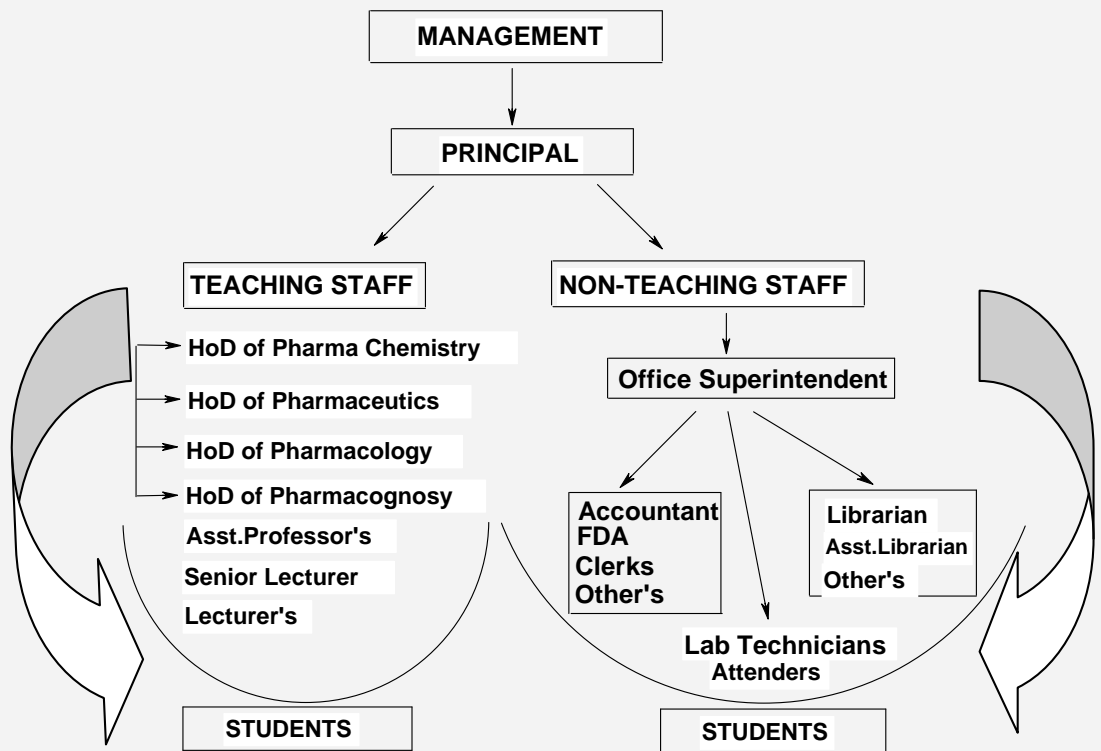 MANAGEMENT
PRINCIPAL
TEACHING STAFF
HoD of Pharma Chemistry
HoD of Pharmaceutics
HoD of Pharmacology
HoD of Pharmacognosy
Asst.Professor's
Senior Lecturer
Lecturer's
STUDENTS
NON-TEACHING STAFF
Office Superintendent
Accountant
FDA
Clerks
Other's
Lab Technicians
Attenders
Librarian
Asst.Librarian
Other's
STUDENTS